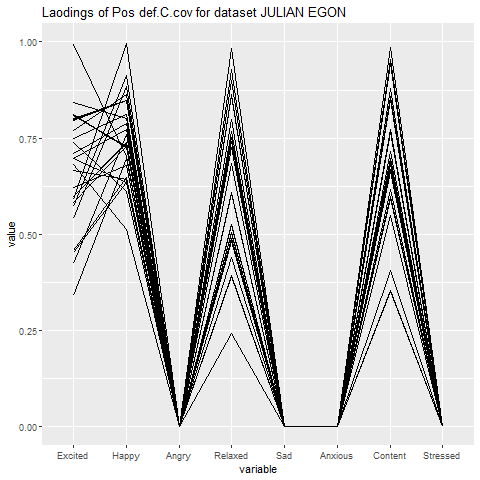 Laodings of Pos def.C.cov for dataset JULIAN EGON
value
1.00
0.75
0.50
0.25
0.00
Excited Happy Angry Relaxed Sad Anxious Content Stressed
variable